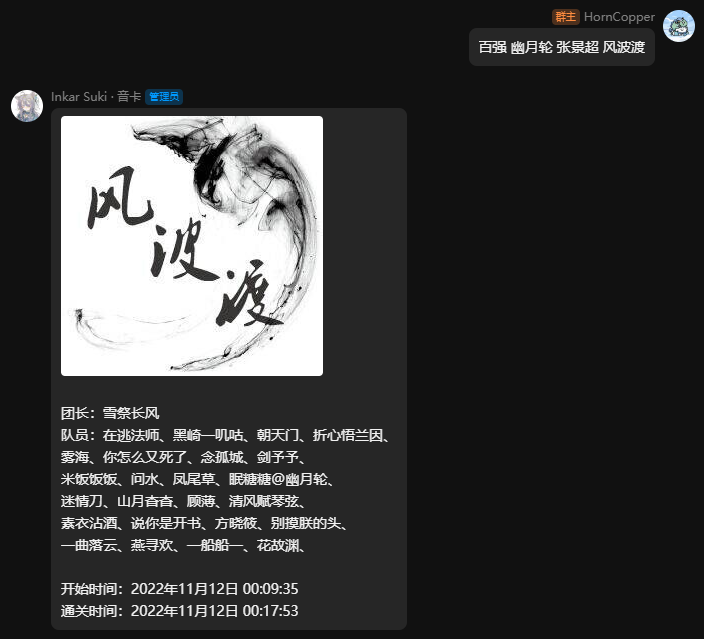 群主 HornCopper
百强 幽月轮 张景超 风波渡
Inkar Suki · 音卡 管理员
风波渡
团长：雪祭长风
队员：在逃法师、黑崎一叽咕、朝天门、折心悟兰因、
雾海、你怎么又死了、念孤城、剑予予、
米饭饭饭、问水、凤尾草、眠糖糖@幽月轮、
迷情刀、山月杳杳、顾薄、清风赋琴弦、
素衣沾酒、说你是开书、方晓筱、别摸朕的头、
一曲落云、燕寻欢、一船船一、花故渊、
开始时间：2022年11月12日 00:09:35
通关时间：2022年11月12日 00:17:53